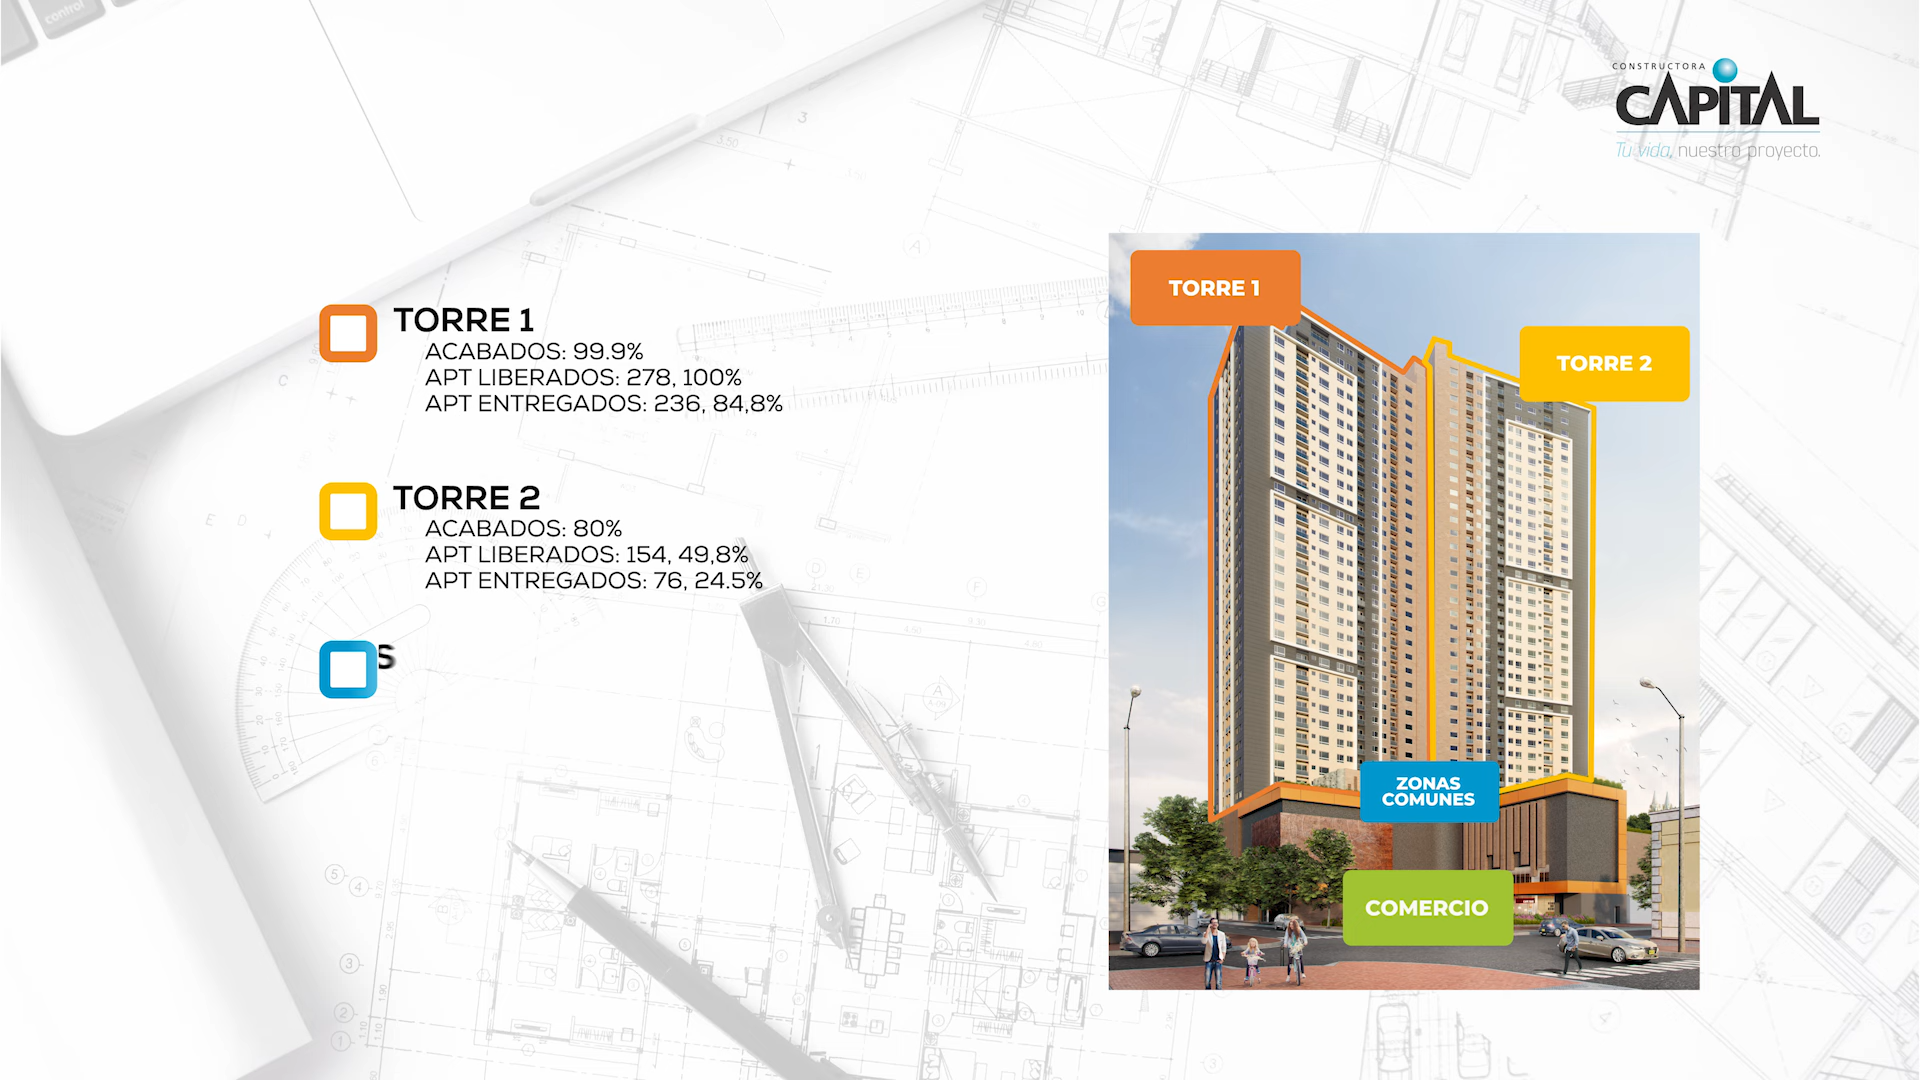 control
CONSTRUCTORA
CAPITAL
Tu vida, nuestro proyecto.
TORRE 1
ACABADOS: 99.9%
APT LIBERADOS: 278, 100%
APT ENTREGADOS: 236, 84,8%
TORRE 2
ACABADOS: 80%
APT LIBERADOS: 154, 49,8%
APT ENTREGADOS: 76, 24.5%
S
TORRE 1
TORRE 2
ZONAS
COMUNES
COMERCIO